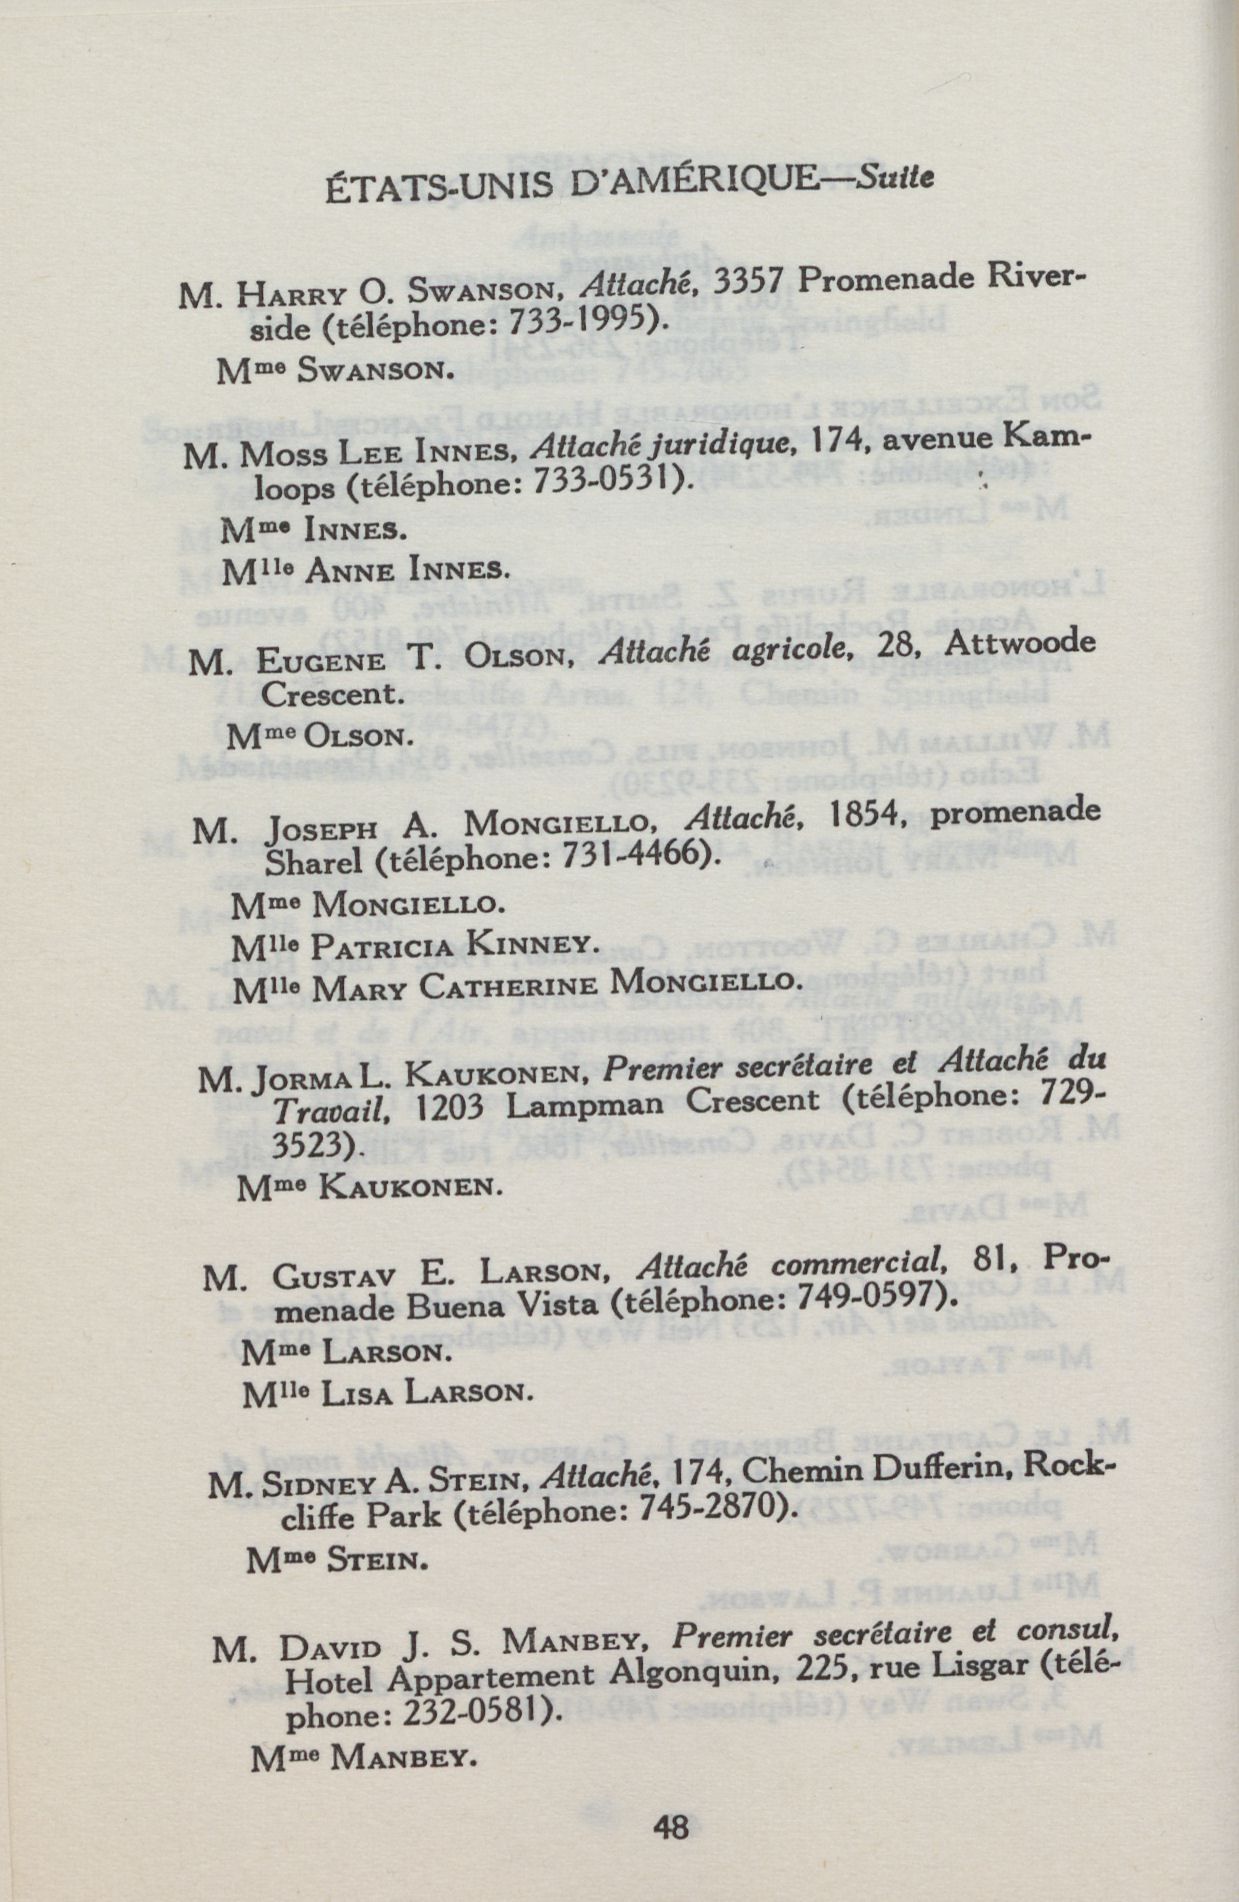 ÉTATS-UNIS D'AMÉRIQUE—Suite
M. HARRY O. SWANSON, Attaché, 3357 Promenade River-
side (téléphone: 733-1995).
Mme SWANSON.
M. MOSS LEE INNES, Attaché juridique, 174, avenue Kam-
loops (téléphone: 733-0531).
Mme INNES.
Mlle ANNE INNES.
M. EUGENE T. OLSON, Attaché agricole, 28, Attwoode
Crescent.
Mme OLSON.
M. JOSEPH A. MONGIELLO, Attaché, 1854, promenade
Sharel (téléphone: 731-4466).
Mme MONGIELLO.
Mlle PATRICIA KINNEY.
Mlle MARY CATHERINE MONGIELLO.
M. JORMA L. KAUKONEN, Premier secrétaire et Attaché du
Travail, 1203 Lampman Crescent (téléphone: 729-
3523).
Mme KAUKONEN.
M. GUSTAV E. LARSON, Attaché commercial, 81, Pro-
menade Buena Vista (téléphone: 749-0597).
Mme LARSON.
Mlle LISA LARSON.
M. SIDNEY A. STEIN, Attaché, 174, Chemin Dufferin, Rock-
cliffe Park (téléphone: 745-2870).
Mme STEIN.
M. DAVID J. S. MANBEY, Premier secrétaire et consul,
Hotel Appartement Algonquin, 225, rue Lisgar (télé-
phone: 232-0581).
Mme MANBEY.
48